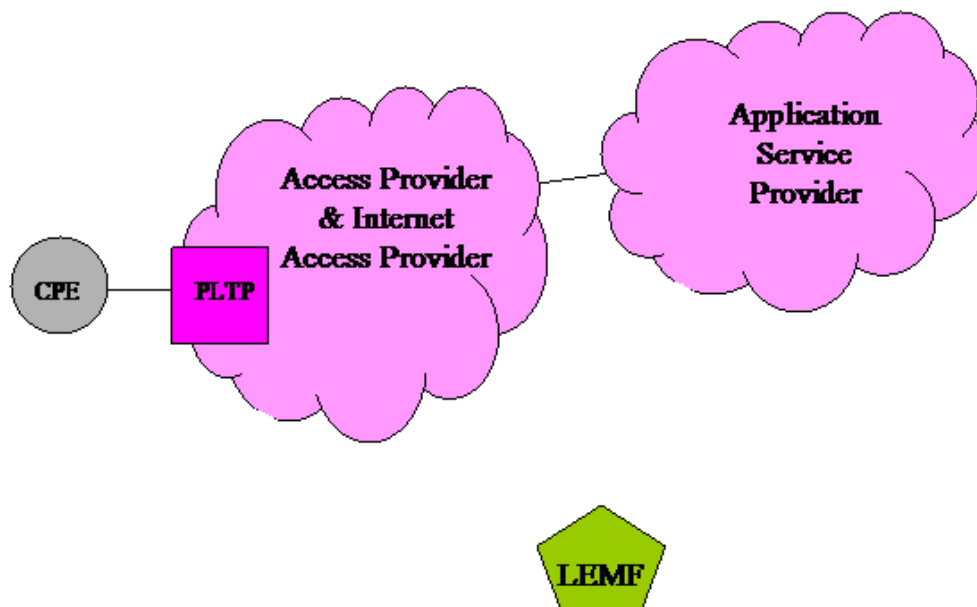 Application
Service
Provider
Access Provider
& Internet
Access Provider
CPE
PLTP
LEMF